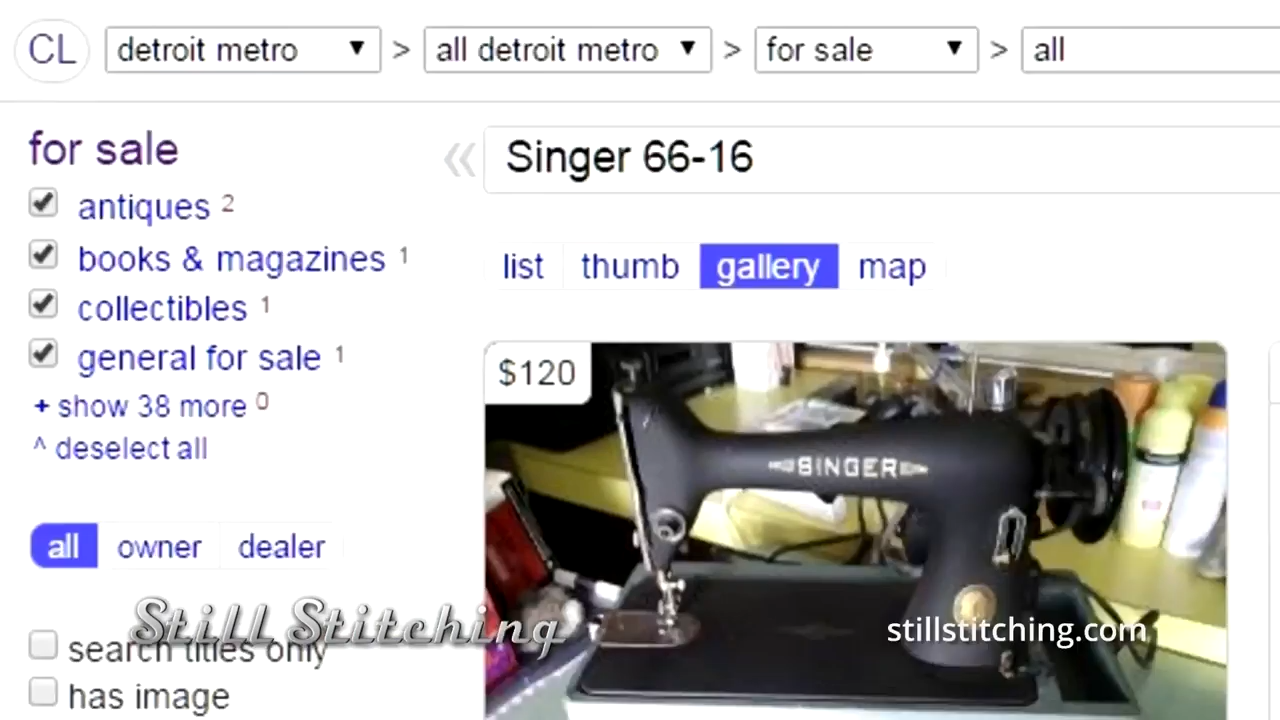 CL detroit metro > all detroit metro > for sale > all
for sale
Singer 66-16
antiques 2
books & magazines 1
collectibles 1
general for sale 1
+ show 38 more 0
^ deselect all
list thumb gallery map
$120
SINGER
all owner dealer
Still Stitching
stillstitching.com
search titles only
has image